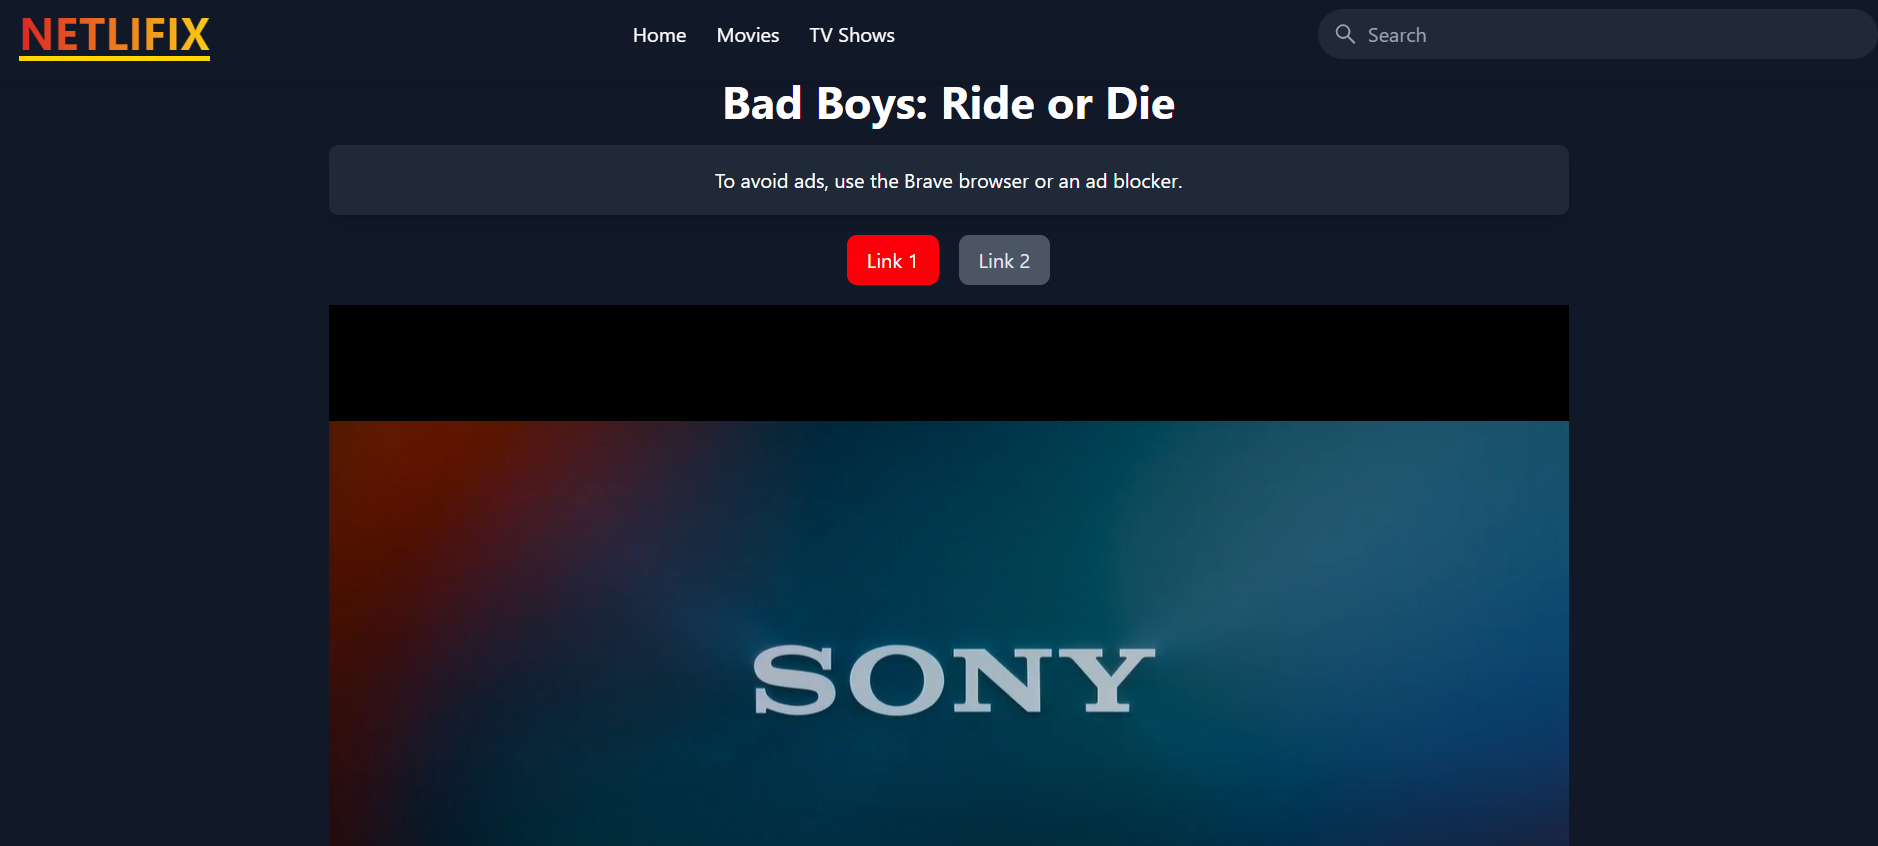 NETLIFIX
Home Movies TV Shows
Search
Bad Boys: Ride or Die
To avoid ads, use the Brave browser or an ad blocker.
Link 1 Link 2
SONY